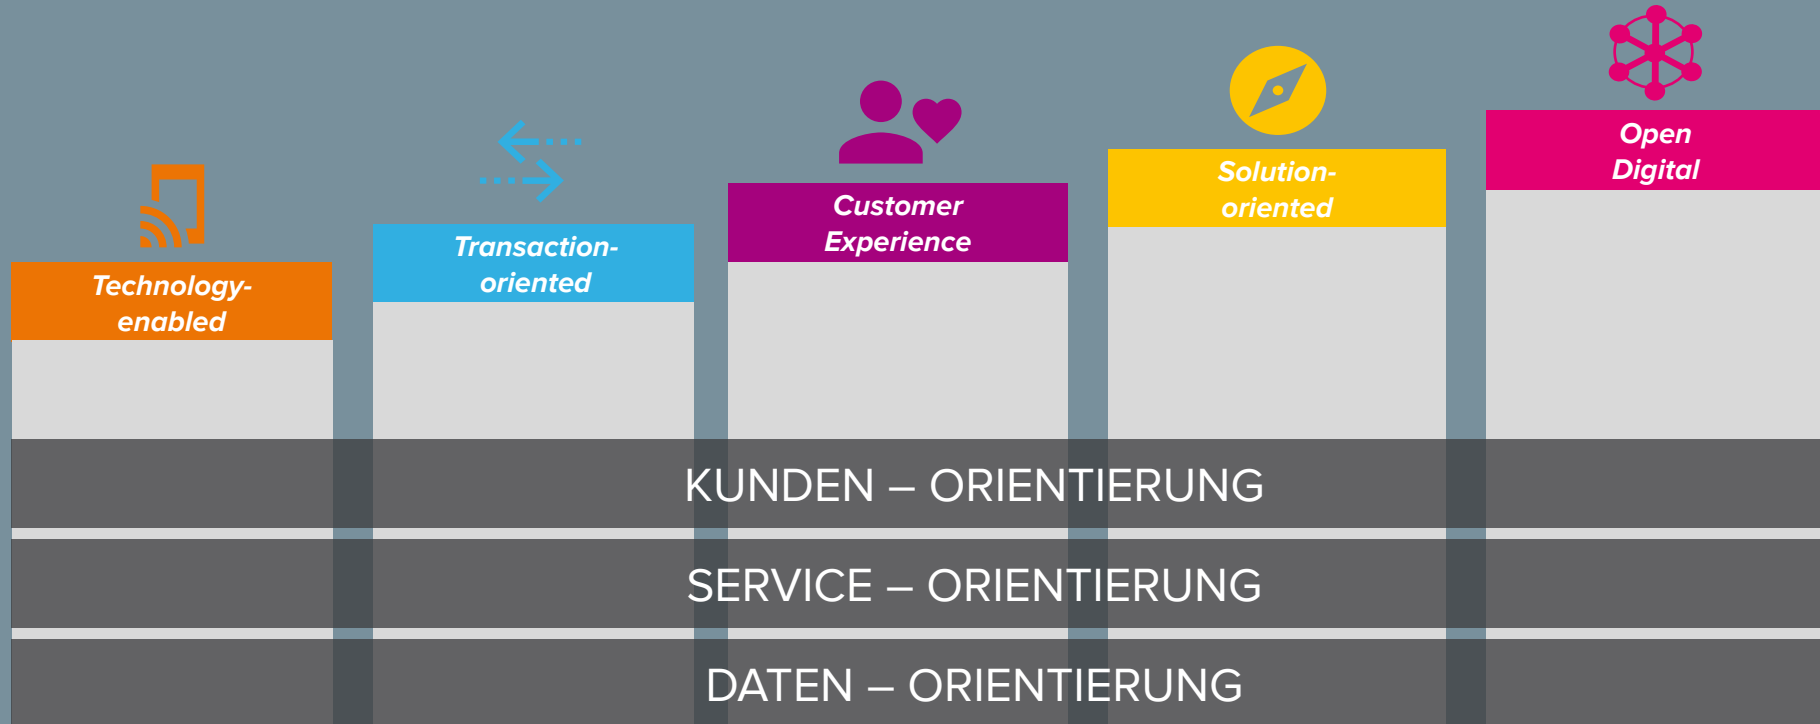 Technology-
enabled
Transaction-
oriented
Customer
Experience
Solution-
oriented
Open
Digital
KUNDEN – ORIENTIERUNG
SERVICE – ORIENTIERUNG
DATEN – ORIENTIERUNG